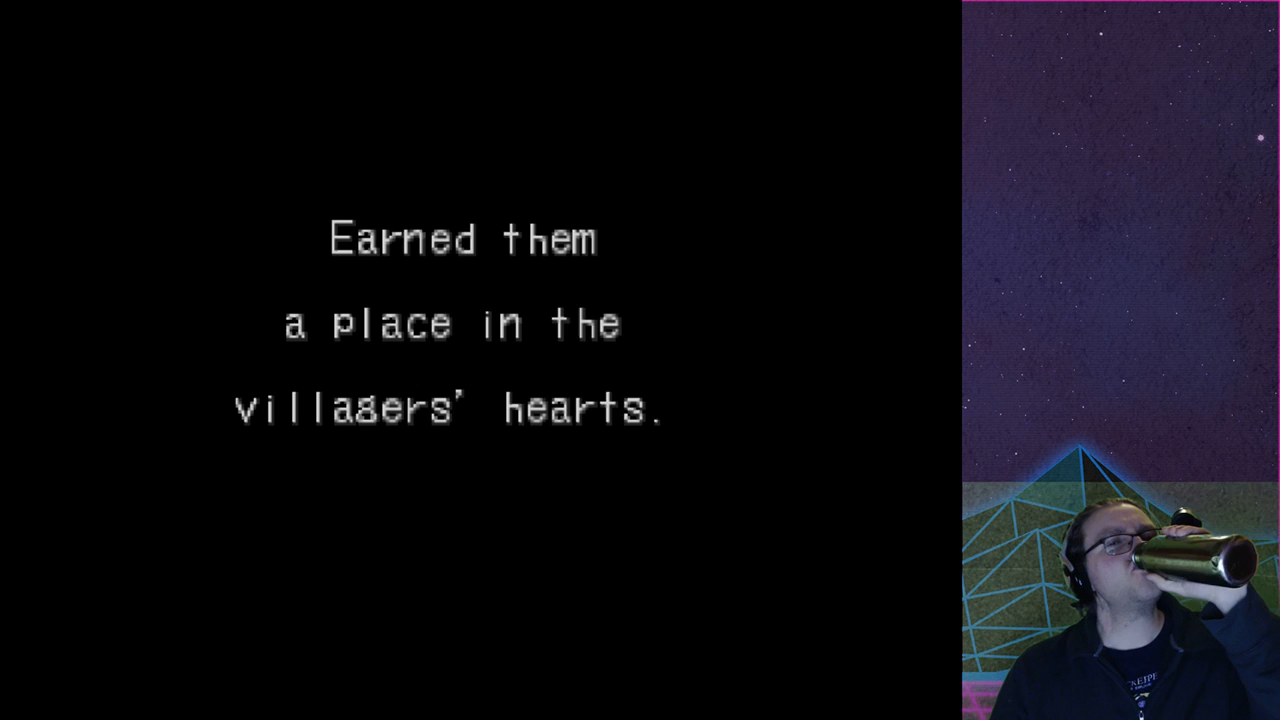 Earned them
a place in the
villagers' hearts.